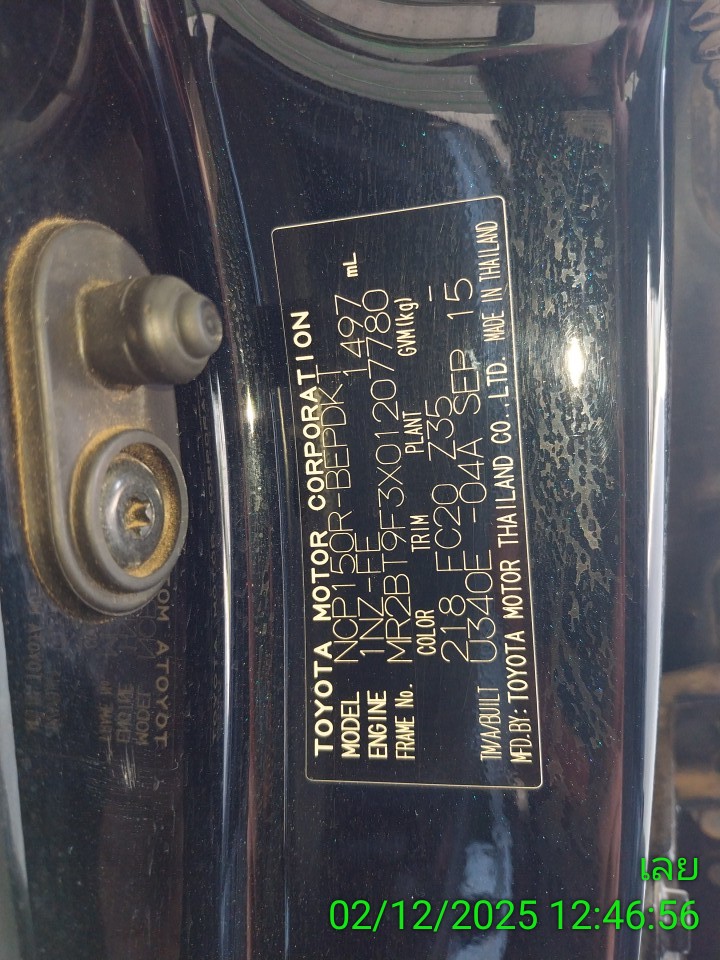 TOYOTA MOTOR CORPORATION
MODEL NCP150R-BEPDKT
ENGINE 1NZ-FE 1497 mL
FRAME No. MR2BT9F3X01207780
COLOR TRIM PLANT GVM(kg)
218 FC20 Z35 —
T/M/A/BUILT U340E -04A SEP 15
MFD.BY: TOYOTA MOTOR THAILAND CO.,LTD. MADE IN THAILAND
เลย
02/12/2025 12:46:56